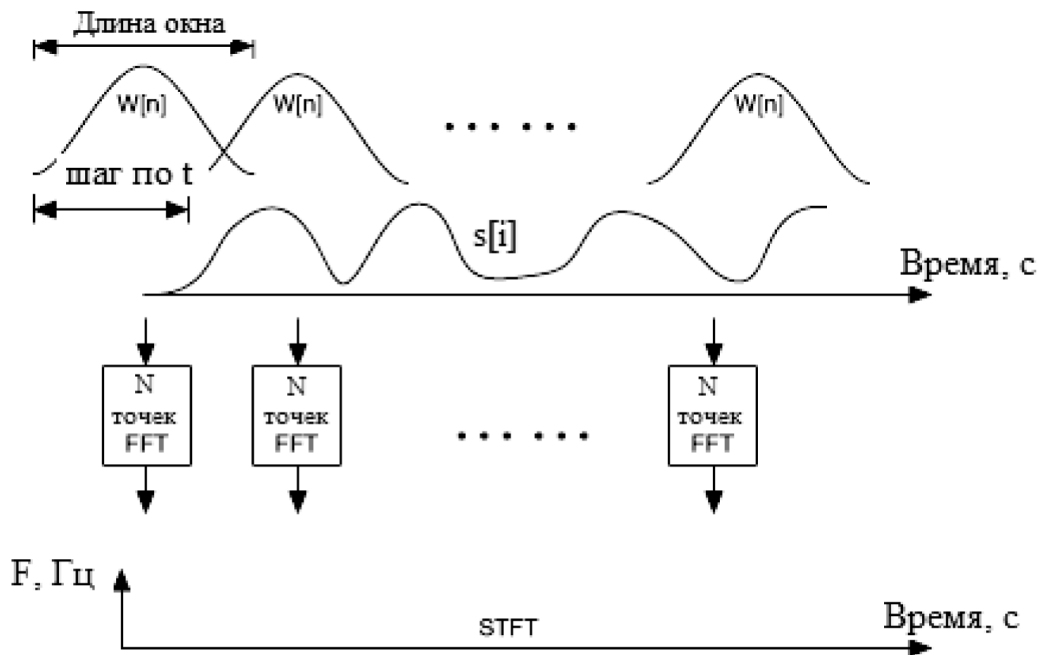 Длина окна
W[n]
W[n]
W[n]
шаг по t
s[i]
Время, с
N
точек
FFT
N
точек
FFT
N
точек
FFT
F, Гц
STFT
Время, с